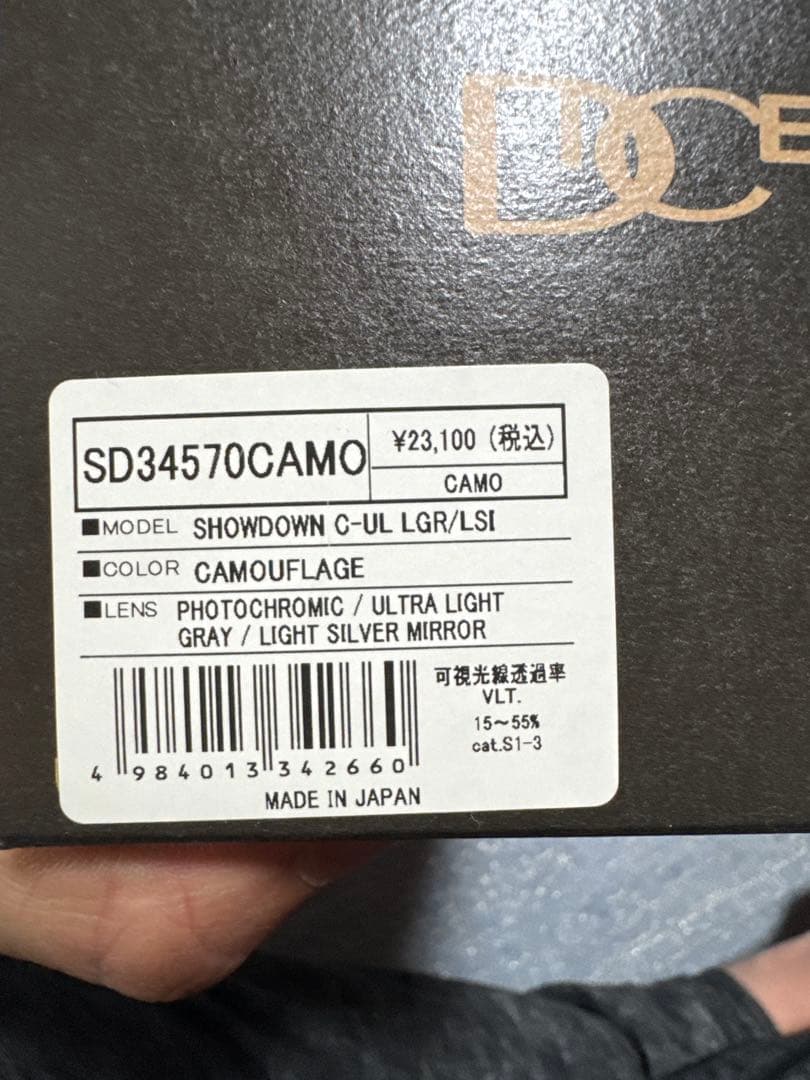 DICE
SD34570CAMO
¥23,100 (税込)
CAMO
■MODEL SHOWDOWN C-UL LGR/LSI
■COLOR CAMOUFLAGE
■LENS PHOTOCHROMIC / ULTRA LIGHT
GRAY / LIGHT SILVER MIRROR
可視光線透過率
VLT.
15～55%
cat.S1-3
4 984013 342660
MADE IN JAPAN